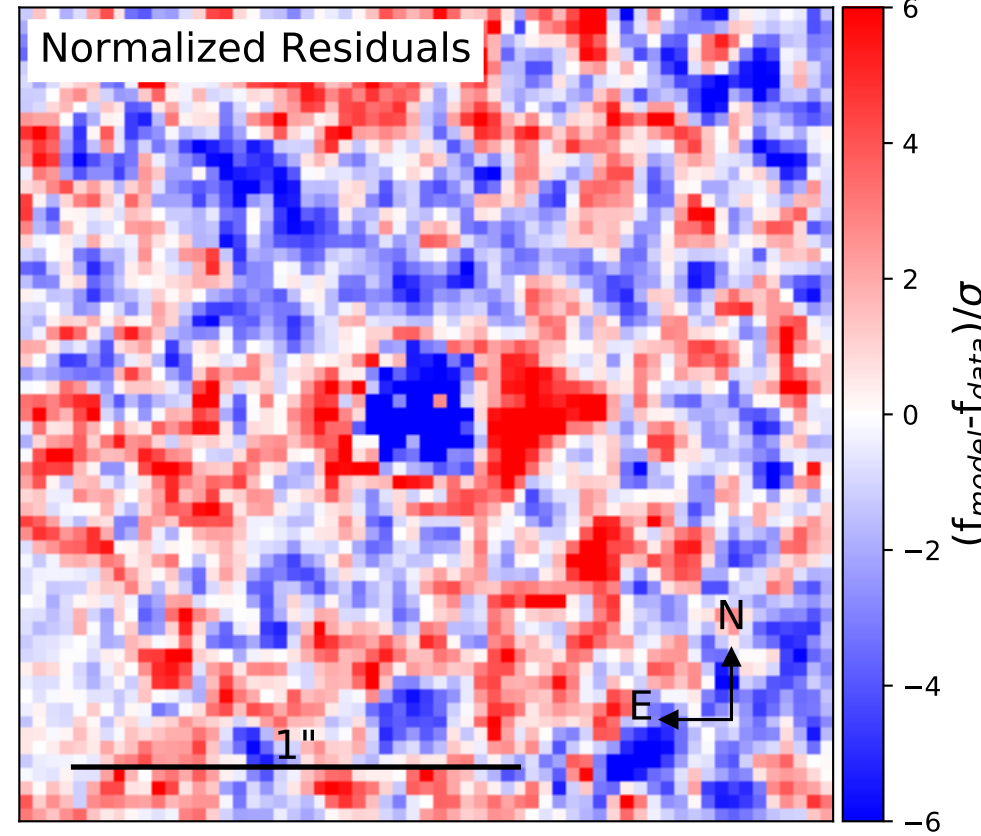 Normalized Residuals
6
4
2
0
−2
−4
−6
(f_model-f_data)/σ
N
E
1"